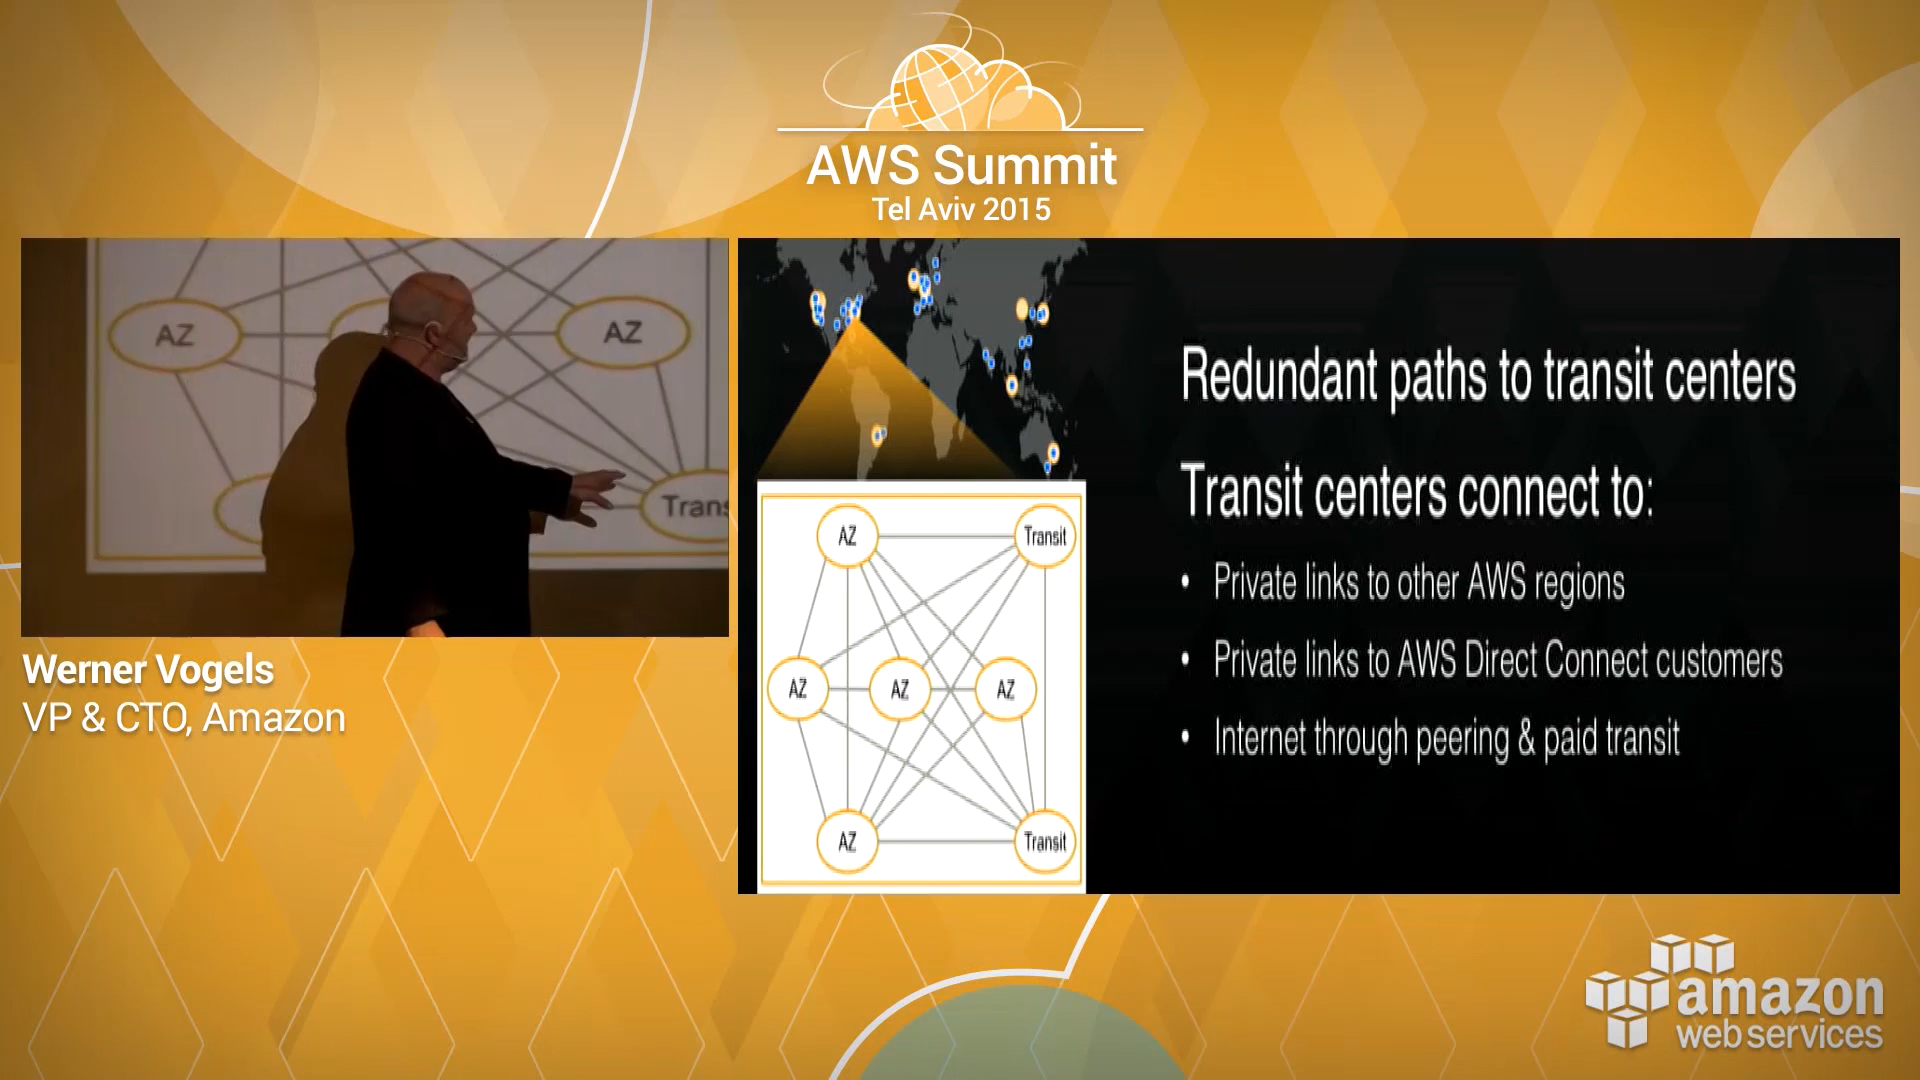 AWS Summit
Tel Aviv 2015
AZ
AZ
Trans
Werner Vogels
VP & CTO, Amazon
AZ
Transit
AZ
AZ
AZ
AZ
Transit
Redundant paths to transit centers
Transit centers connect to:
• Private links to other AWS regions
• Private links to AWS Direct Connect customers
• Internet through peering & paid transit
amazon
web services